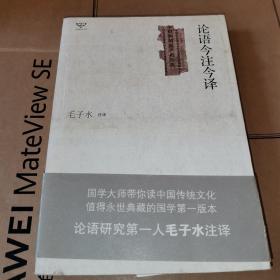 论语今注今译
毛子水 注译
国学大师带你读中国传统文化
值得永世典藏的国学第一版本
论语研究第一人毛子水注译
AWEI MateView SE